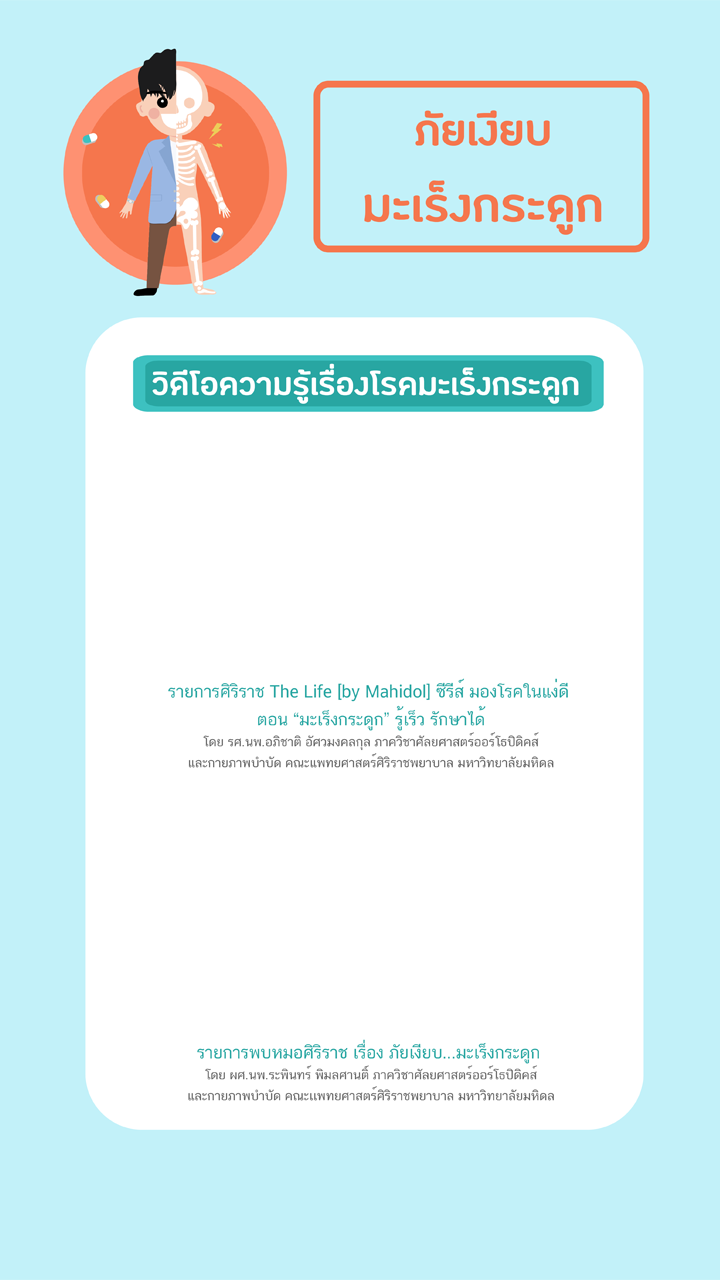 ภัยเงียบ
มะเร็งกระดูก
วิดีโอความรู้เรื่องโรคมะเร็งกระดูก
รายการศิริราช The Life [by Mahidol] ซีรีส์ มองโรคในแง่ดี
ตอน “มะเร็งกระดูก” รู้เร็ว รักษาได้
โดย รศ.นพ.อภิชาติ อัศวมงคลกุล ภาควิชาศัลยศาสตร์ออร์โธปิดิคส์
และกายภาพบำบัด คณะแพทยศาสตร์ศิริราชพยาบาล มหาวิทยาลัยมหิดล
รายการพบหมอศิริราช เรื่อง ภัยเงียบ...มะเร็งกระดูก
โดย ผศ.นพ.ระพินทร์ พิมลศานติ์ ภาควิชาศัลยศาสตร์ออร์โธปิดิคส์
และกายภาพบำบัด คณะแพทยศาสตร์ศิริราชพยาบาล มหาวิทยาลัยมหิดล